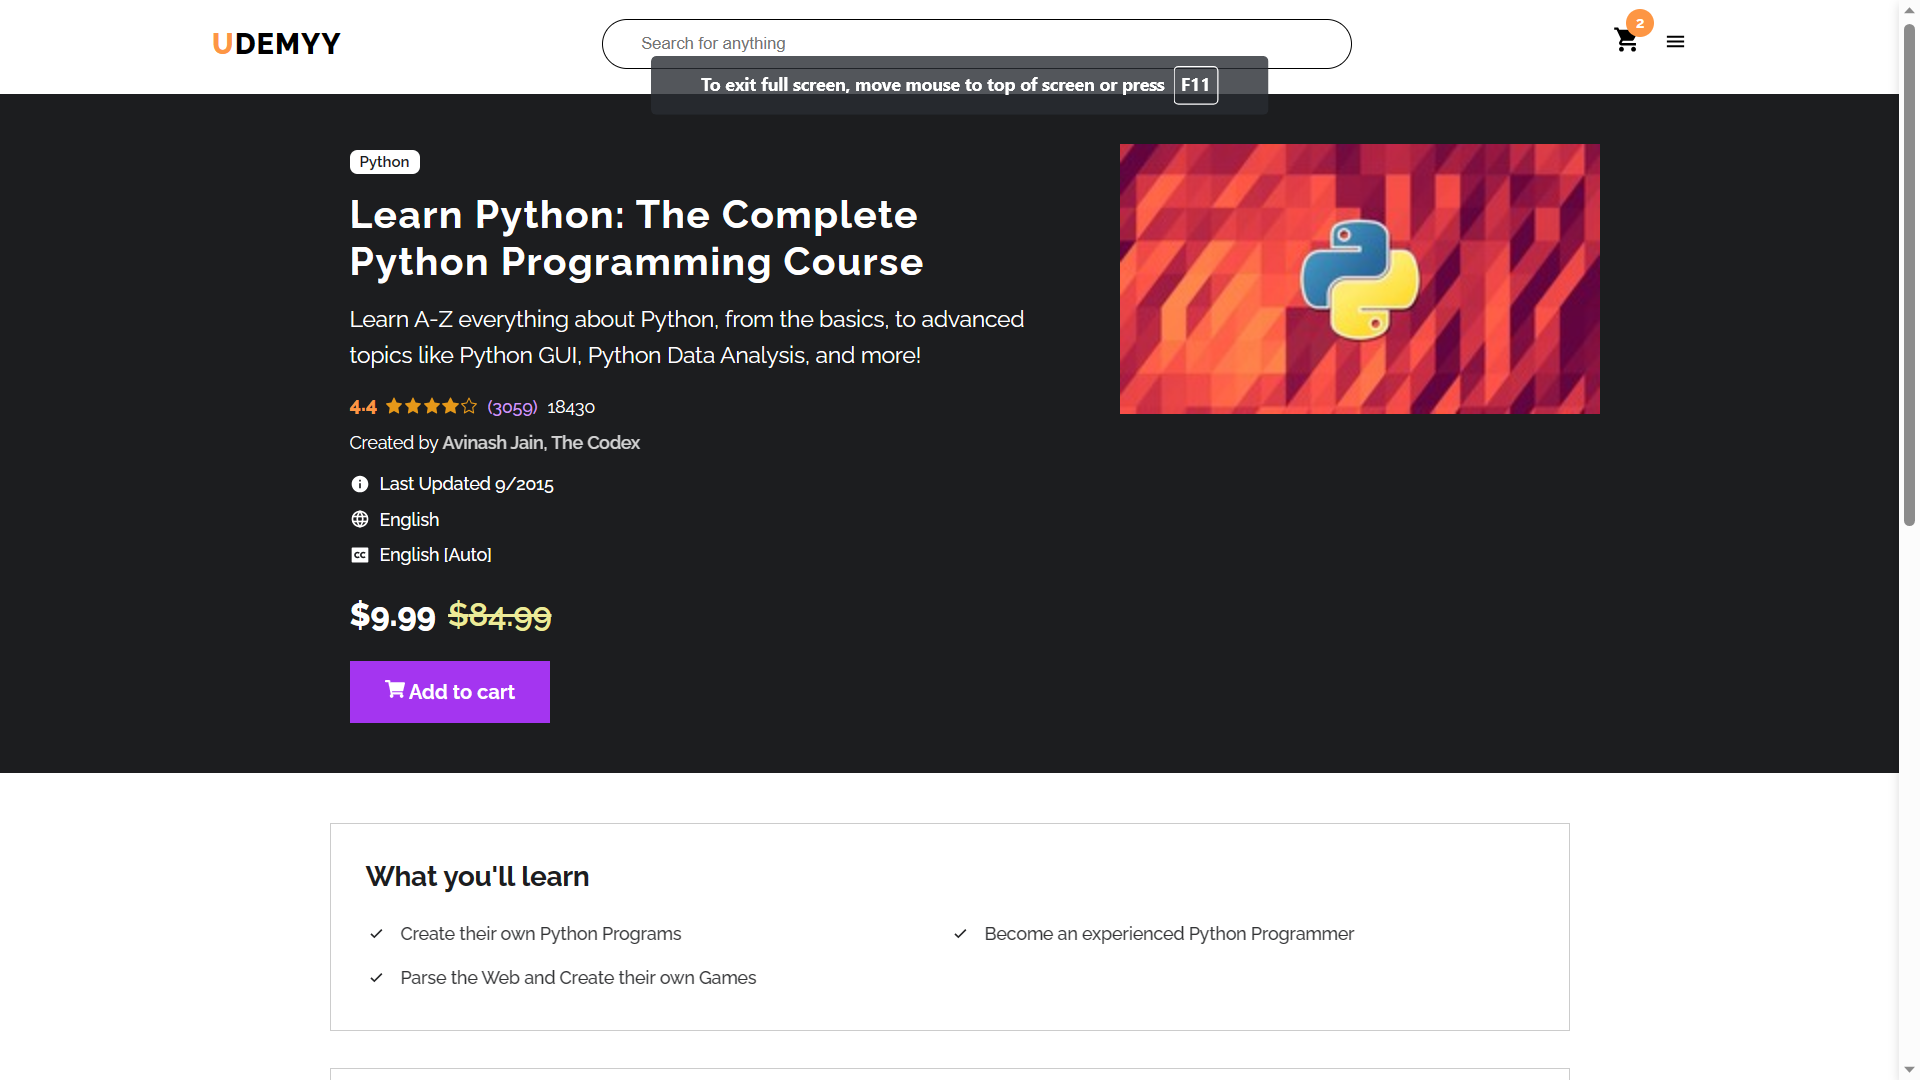 UDEMYY
Search for anything
2
To exit full screen, move mouse to top of screen or press F11
Python
Learn Python: The Complete
Python Programming Course
Learn A-Z everything about Python, from the basics, to advanced
topics like Python GUI, Python Data Analysis, and more!
4.4 (3059) 18430
Created by Avinash Jain, The Codex
Last Updated 9/2015
English
CC English [Auto]
$9.99 $84.99
Add to cart
What you'll learn
Create their own Python Programs
Become an experienced Python Programmer
Parse the Web and Create their own Games